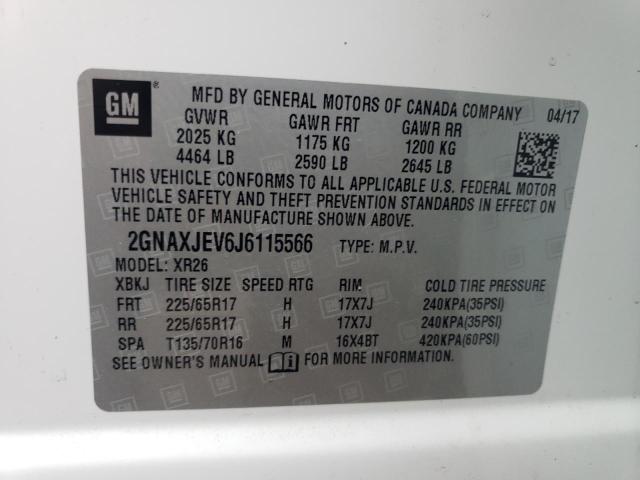 GM
MFD BY GENERAL MOTORS OF CANADA COMPANY 04/17
GVWR GAWR FRT GAWR RR
2025 KG 1175 KG 1200 KG
4464 LB 2590 LB 2645 LB
THIS VEHICLE CONFORMS TO ALL APPLICABLE U.S. FEDERAL MOTOR
VEHICLE SAFETY AND THEFT PREVENTION STANDARDS IN EFFECT ON
THE DATE OF MANUFACTURE SHOWN ABOVE.
2GNAXJEV6J6115566 TYPE: M.P.V.
MODEL: XR26
XBKJ TIRE SIZE SPEED RTG RIM COLD TIRE PRESSURE
FRT 225/65R17 H 17X7J 240KPA(35PSI)
RR 225/65R17 H 17X7J 240KPA(35PSI)
SPA T135/70R16 M 16X4BT 420KPA(60PSI)
SEE OWNER'S MANUAL FOR MORE INFORMATION.